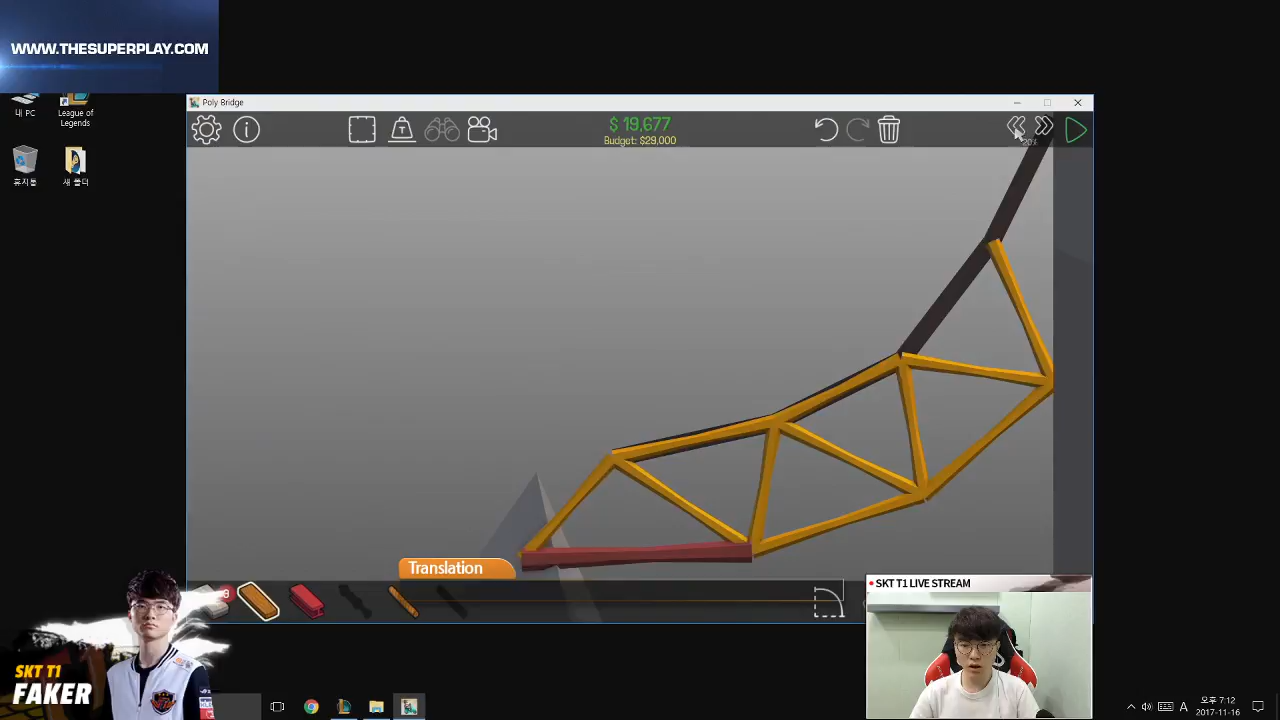 WWW.THESUPERPLAY.COM
내 PC
League of
Legends
휴지통
새 폴더
Poly Bridge
$ 19,677
Budget: $29,000
20%
Translation
SKT T1 LIVE STREAM
SKT T1
FAKER
A
오후 7:12
2017-11-16